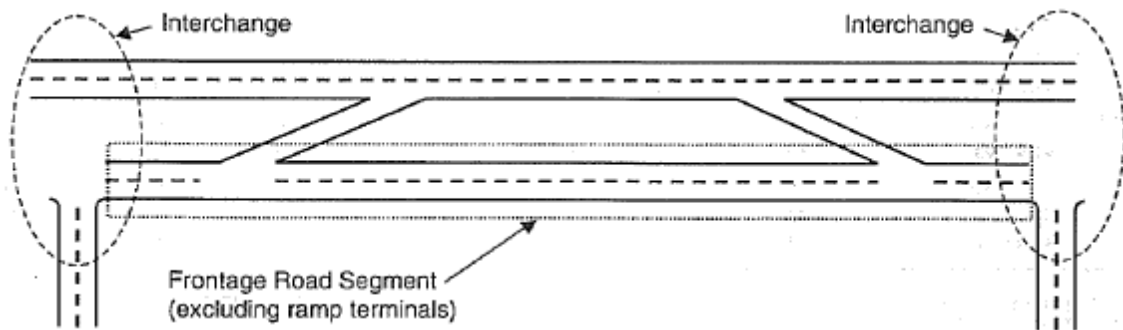 Interchange
Interchange
Frontage Road Segment
(excluding ramp terminals)